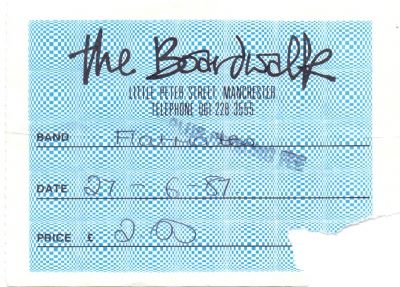 the Boardwalk
LITTLE PETER STREET, MANCHESTER
TELEPHONE 061 228 3555
BAND
DATE 27-6-87
PRICE £ 2 00